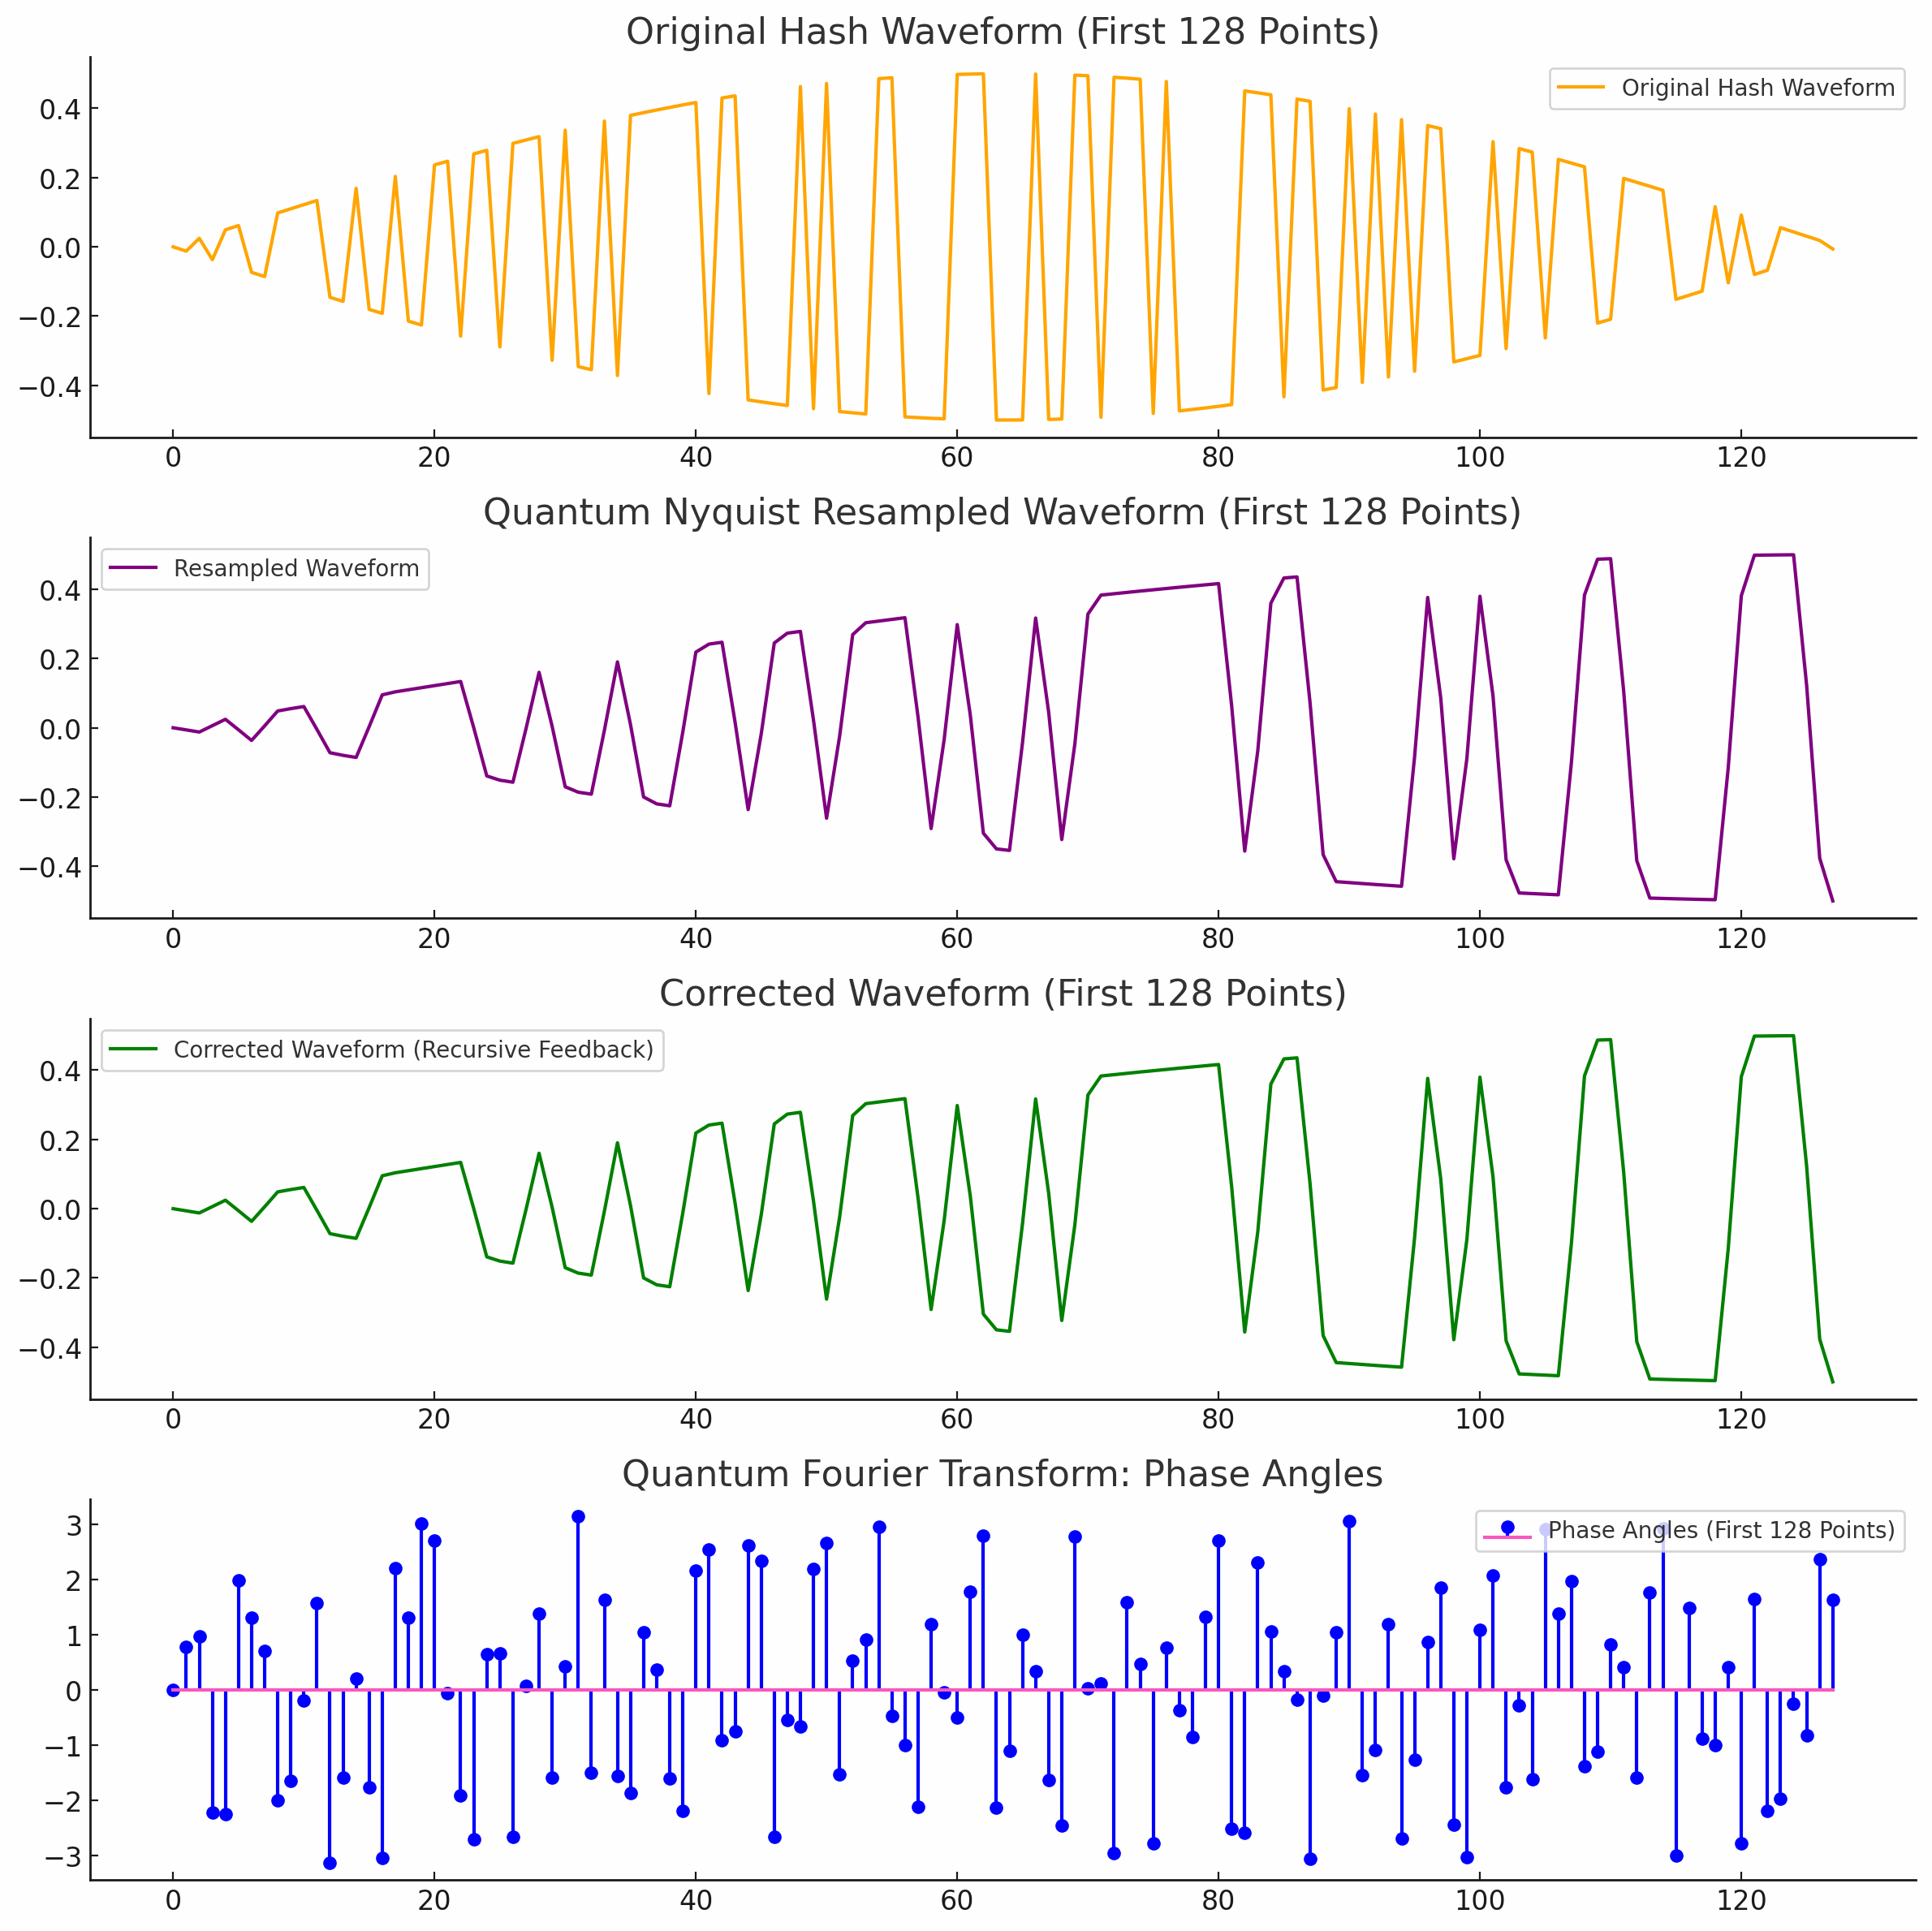 Original Hash Waveform (First 128 Points)
Original Hash Waveform
0.4
0.2
0.0
−0.2
−0.4
0 20 40 60 80 100 120
Quantum Nyquist Resampled Waveform (First 128 Points)
Resampled Waveform
0.4
0.2
0.0
−0.2
−0.4
0 20 40 60 80 100 120
Corrected Waveform (First 128 Points)
Corrected Waveform (Recursive Feedback)
0.4
0.2
0.0
−0.2
−0.4
0 20 40 60 80 100 120
Quantum Fourier Transform: Phase Angles
Phase Angles (First 128 Points)
3
2
1
0
−1
−2
−3
0 20 40 60 80 100 120